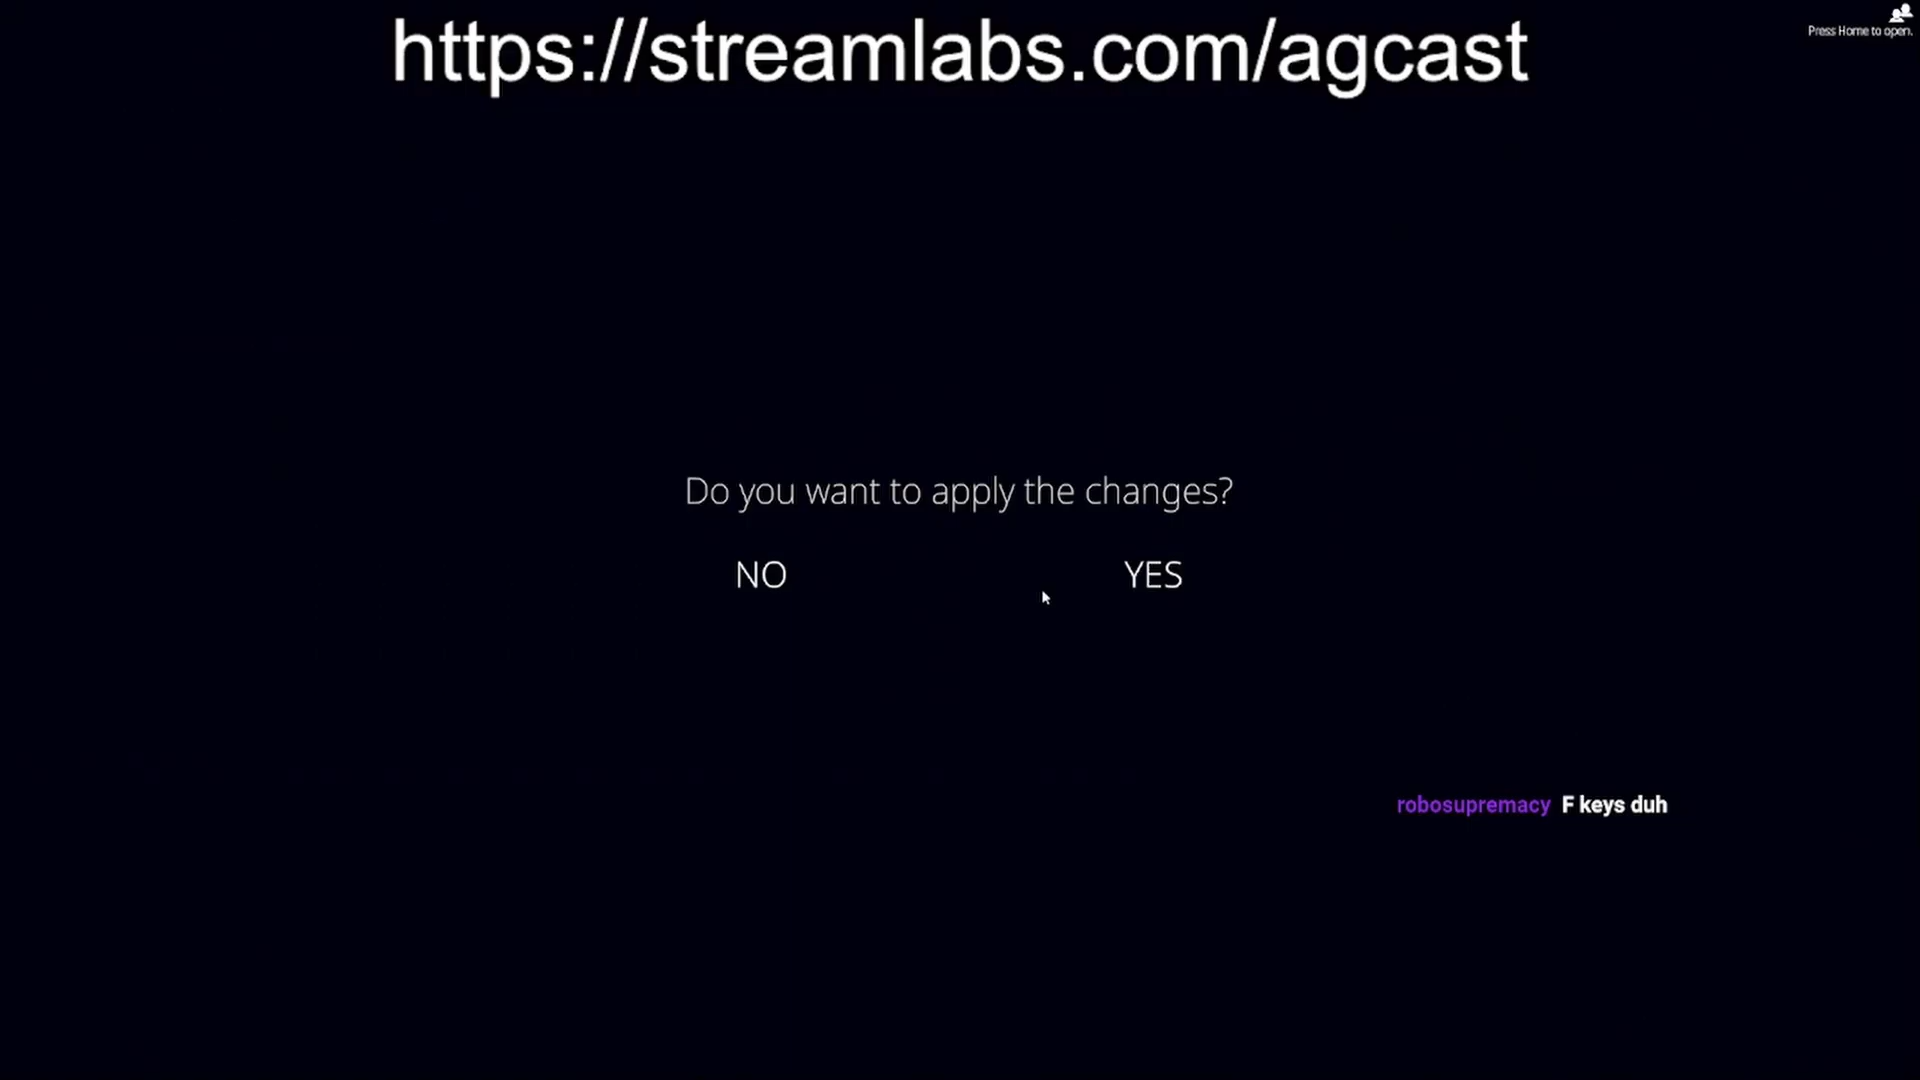 https://streamlabs.com/agcast
Press Home to open.
Do you want to apply the changes?
NO YES
robosupremacy F keys duh